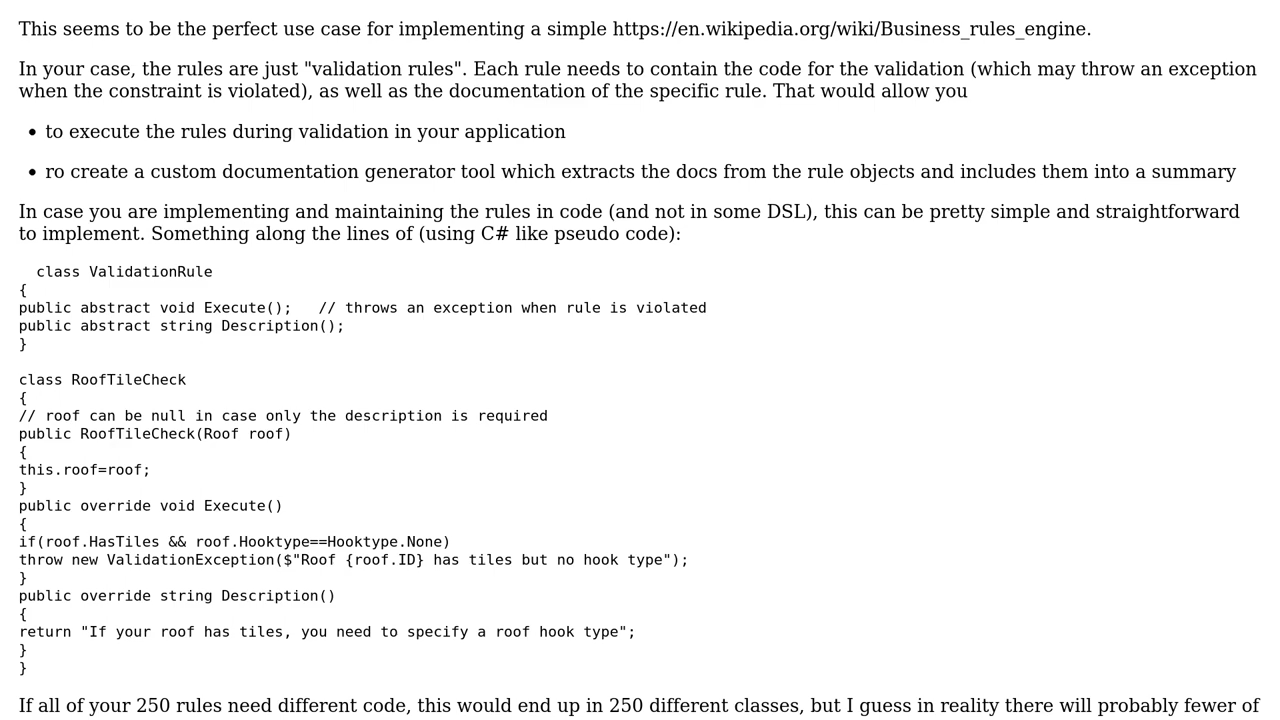 This seems to be the perfect use case for implementing a simple https://en.wikipedia.org/wiki/Business_rules_engine.
In your case, the rules are just "validation rules". Each rule needs to contain the code for the validation (which may throw an exception
when the constraint is violated), as well as the documentation of the specific rule. That would allow you
• to execute the rules during validation in your application
• ro create a custom documentation generator tool which extracts the docs from the rule objects and includes them into a summary
In case you are implementing and maintaining the rules in code (and not in some DSL), this can be pretty simple and straightforward
to implement. Something along the lines of (using C# like pseudo code):
class ValidationRule
{
public abstract void Execute();   // throws an exception when rule is violated
public abstract string Description();
}
class RoofTileCheck
{
// roof can be null in case only the description is required
public RoofTileCheck(Roof roof)
{
this.roof=roof;
}
public override void Execute()
{
if(roof.HasTiles && roof.Hooktype==Hooktype.None)
throw new ValidationException($"Roof {roof.ID} has tiles but no hook type");
}
public override string Description()
{
return "If your roof has tiles, you need to specify a roof hook type";
}
}
If all of your 250 rules need different code, this would end up in 250 different classes, but I guess in reality there will probably fewer of